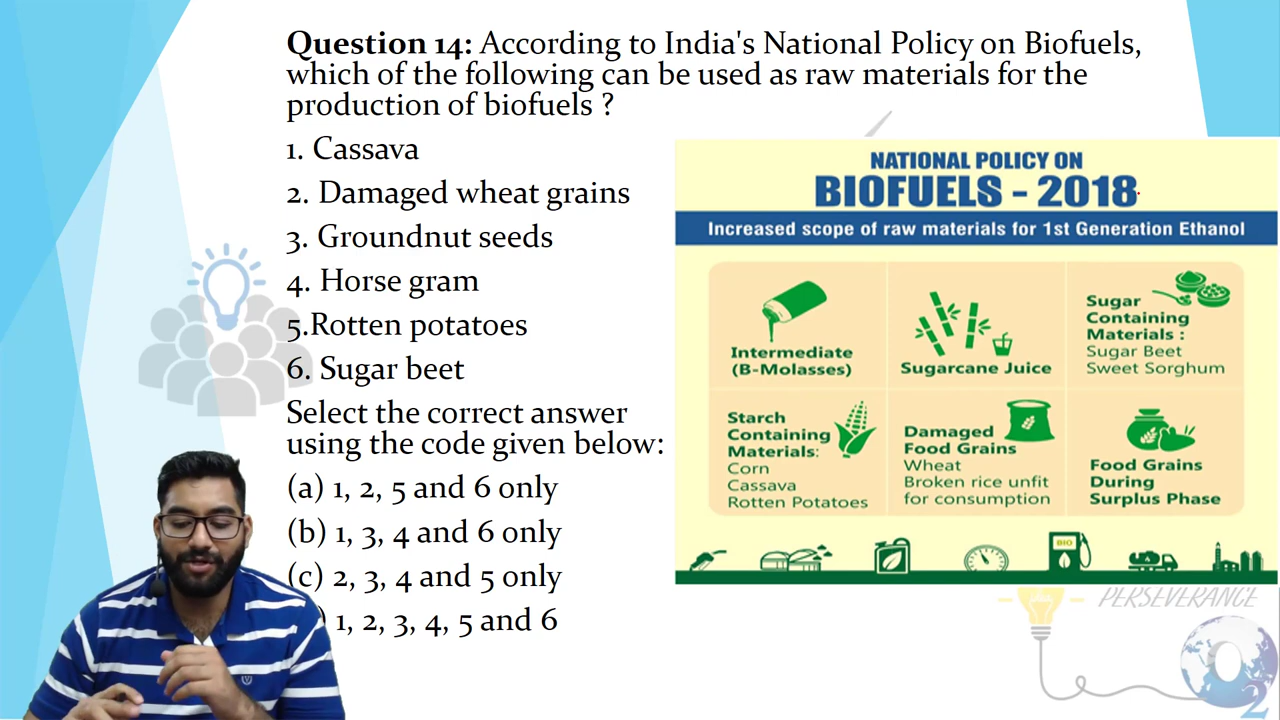 Question 14: According to India's National Policy on Biofuels,
which of the following can be used as raw materials for the
production of biofuels ?
1. Cassava
2. Damaged wheat grains
3. Groundnut seeds
4. Horse gram
5.Rotten potatoes
6. Sugar beet
Select the correct answer
using the code given below:
(a) 1, 2, 5 and 6 only
(b) 1, 3, 4 and 6 only
(c) 2, 3, 4 and 5 only
) 1, 2, 3, 4, 5 and 6
NATIONAL POLICY ON
BIOFUELS - 2018
Increased scope of raw materials for 1st Generation Ethanol
Intermediate
(B-Molasses)
Sugarcane Juice
Sugar
Containing
Materials :
Sugar Beet
Sweet Sorghum
Starch
Containing
Materials:
Corn
Cassava
Rotten Potatoes
Damaged
Food Grains
Wheat
Broken rice unfit
for consumption
Food Grains
During
Surplus Phase
BIO
PERSEVERANCE
O2